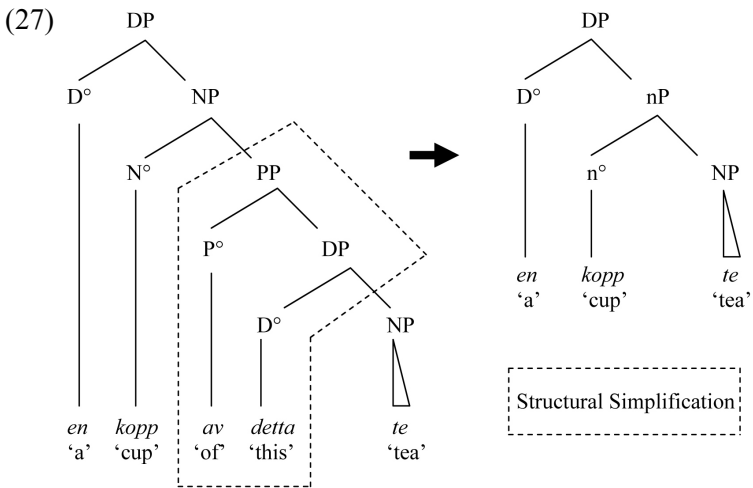 (27)
DP DP
D° NP D° nP
N° PP n° NP
P° DP
en kopp te
‘a’ ‘cup’ ‘tea’
D° NP
Structural Simplification
en kopp av detta te
‘a’ ‘cup’ ‘of’ ‘this’ ‘tea’